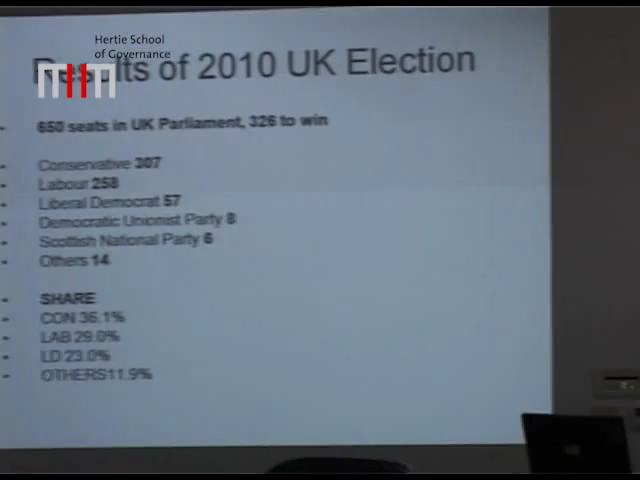 Hertie School
of Governance
Results of 2010 UK Election
- 650 seats in UK Parliament, 326 to win
- Conservative 307
- Labour 258
- Liberal Democrat 57
- Democratic Unionist Party 8
- Scottish National Party 6
- Others 14
- SHARE
- CON 36.1%
- LAB 29.0%
- LD 23.0%
- OTHERS11.9%